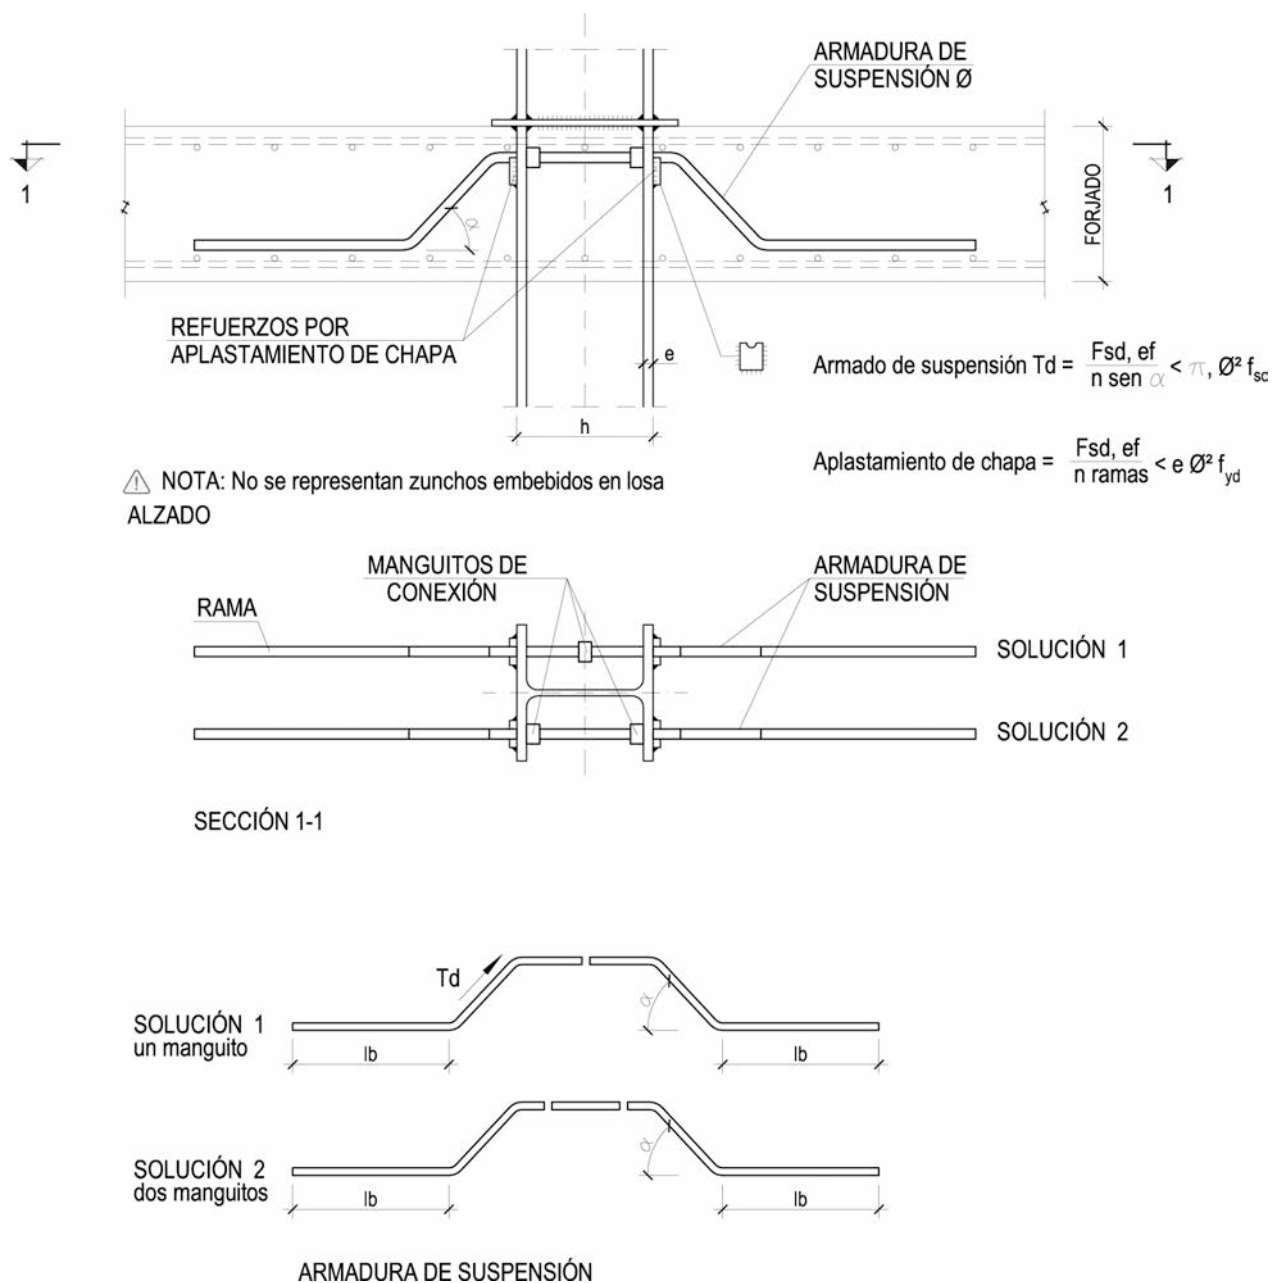 ARMADURA DE
SUSPENSIÓN Ø
1
1
FORJADO
α
REFUERZOS POR
APLASTAMIENTO DE CHAPA
e
h
Armado de suspensión Td = Fsd, ef / n sen α < π, Ø² fsd
Aplastamiento de chapa = Fsd, ef / n ramas < e Ø² fyd
NOTA: No se representan zunchos embebidos en losa
ALZADO
MANGUITOS DE
CONEXIÓN
ARMADURA DE
SUSPENSIÓN
RAMA
SOLUCIÓN 1
SOLUCIÓN 2
SECCIÓN 1-1
Td
α
SOLUCIÓN 1
un manguito
lb
lb
α
SOLUCIÓN 2
dos manguitos
lb
lb
ARMADURA DE SUSPENSIÓN